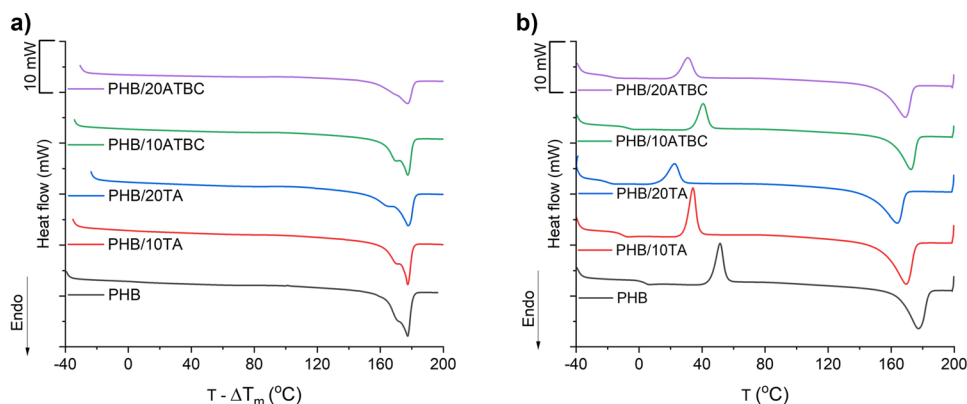 a)
10 mW
PHB/20ATBC
PHB/10ATBC
PHB/20TA
PHB/10TA
PHB
Heat flow (mW)
Endo
-40 0 40 80 120 160 200
T - ΔTm (oC)
b)
10 mW
PHB/20ATBC
PHB/10ATBC
PHB/20TA
PHB/10TA
PHB
Heat flow (mW)
Endo
-40 0 40 80 120 160 200
T (oC)